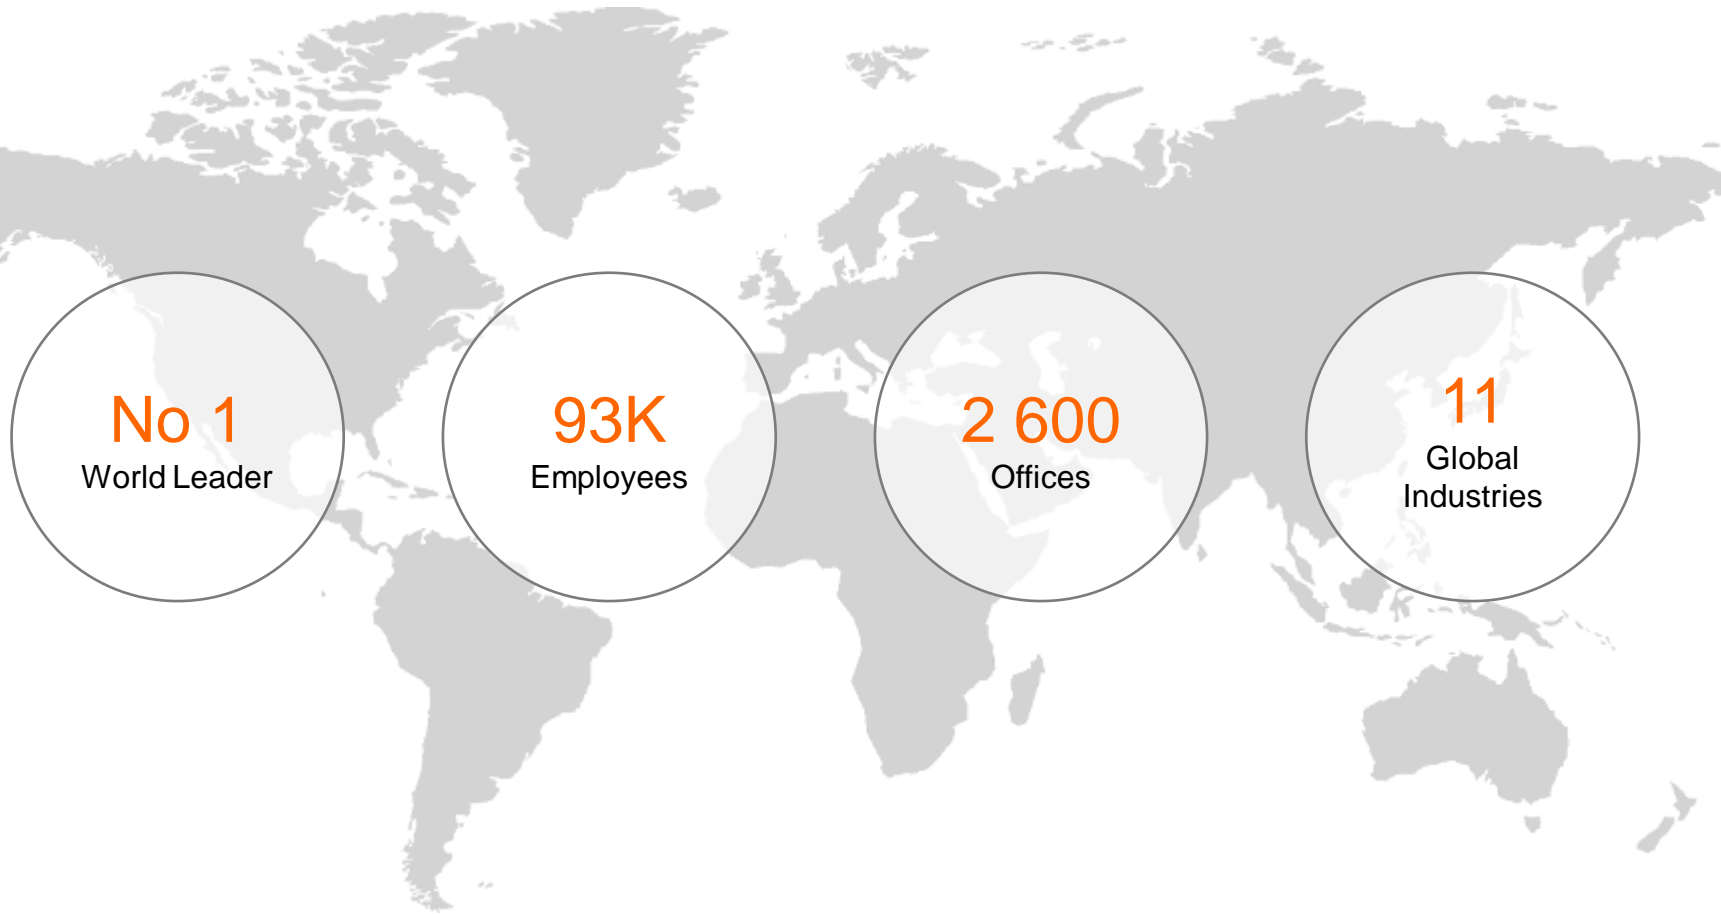 No 1
World Leader
93K
Employees
2 600
Offices
11
Global
Industries